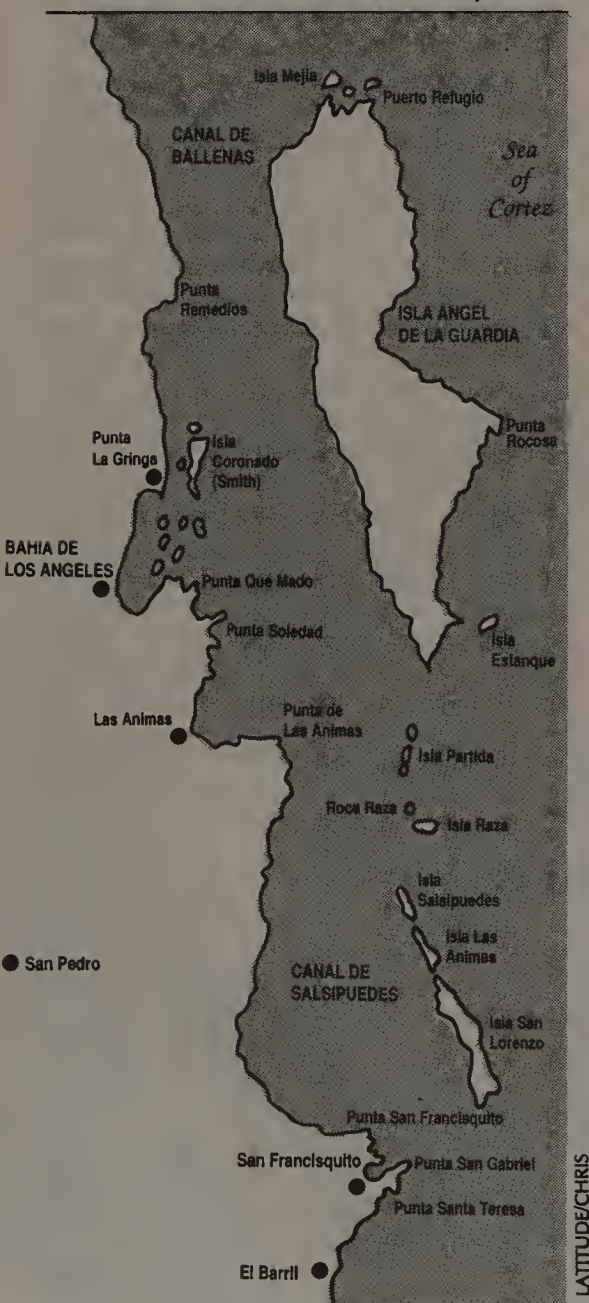 Isla Mejia
Puerto Refugio
CANAL DE
BALLENAS
Sea
of
Cortez
Punta
Remedios
ISLA ANGEL
DE LA GUARDIA
Punta
Rocosa
Punta
La Gringa
Isla
Coronado
(Smith)
BAHIA DE
LOS ANGELES
Punta Que Mado
Punta Soledad
Isla
Estanque
Las Animas
Punta de
Las Animas
Isla Partida
Roca Raza
Isla Raza
Isla
Salsipuedes
Isla Las
Animas
San Pedro
CANAL DE
SALSIPUEDES
Isla San
Lorenzo
Punta San Francisquito
San Francisquito
Punta San Gabriel
Punta Santa Teresa
El Barril
LATITUDE/CHRIS